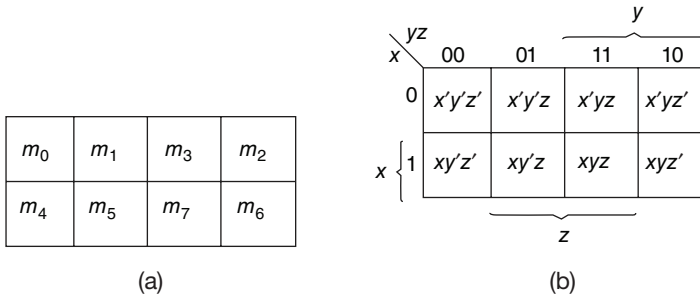 m₀ m₁ m₃ m₂
m₄ m₅ m₇ m₆
(a)
y
yz
x
00 01 11 10
0 x'y'z' x'y'z x'yz x'yz'
x 1 xy'z' xy'z xyz xyz'
z
(b)